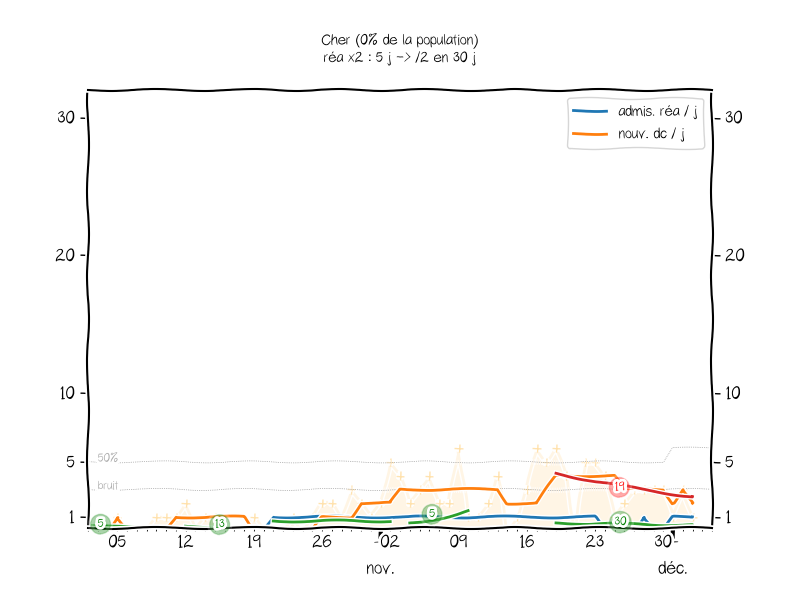 Cher (0% de la population)
réa x2 : 5 j -> /2 en 30 j
admis. réa / j
nouv. dc / j
30 30
20 20
10 10
50%
5 5
bruit
19
1 5 13 5 30 1
05 12 19 26 02 09 16 23 30
nov. déc.